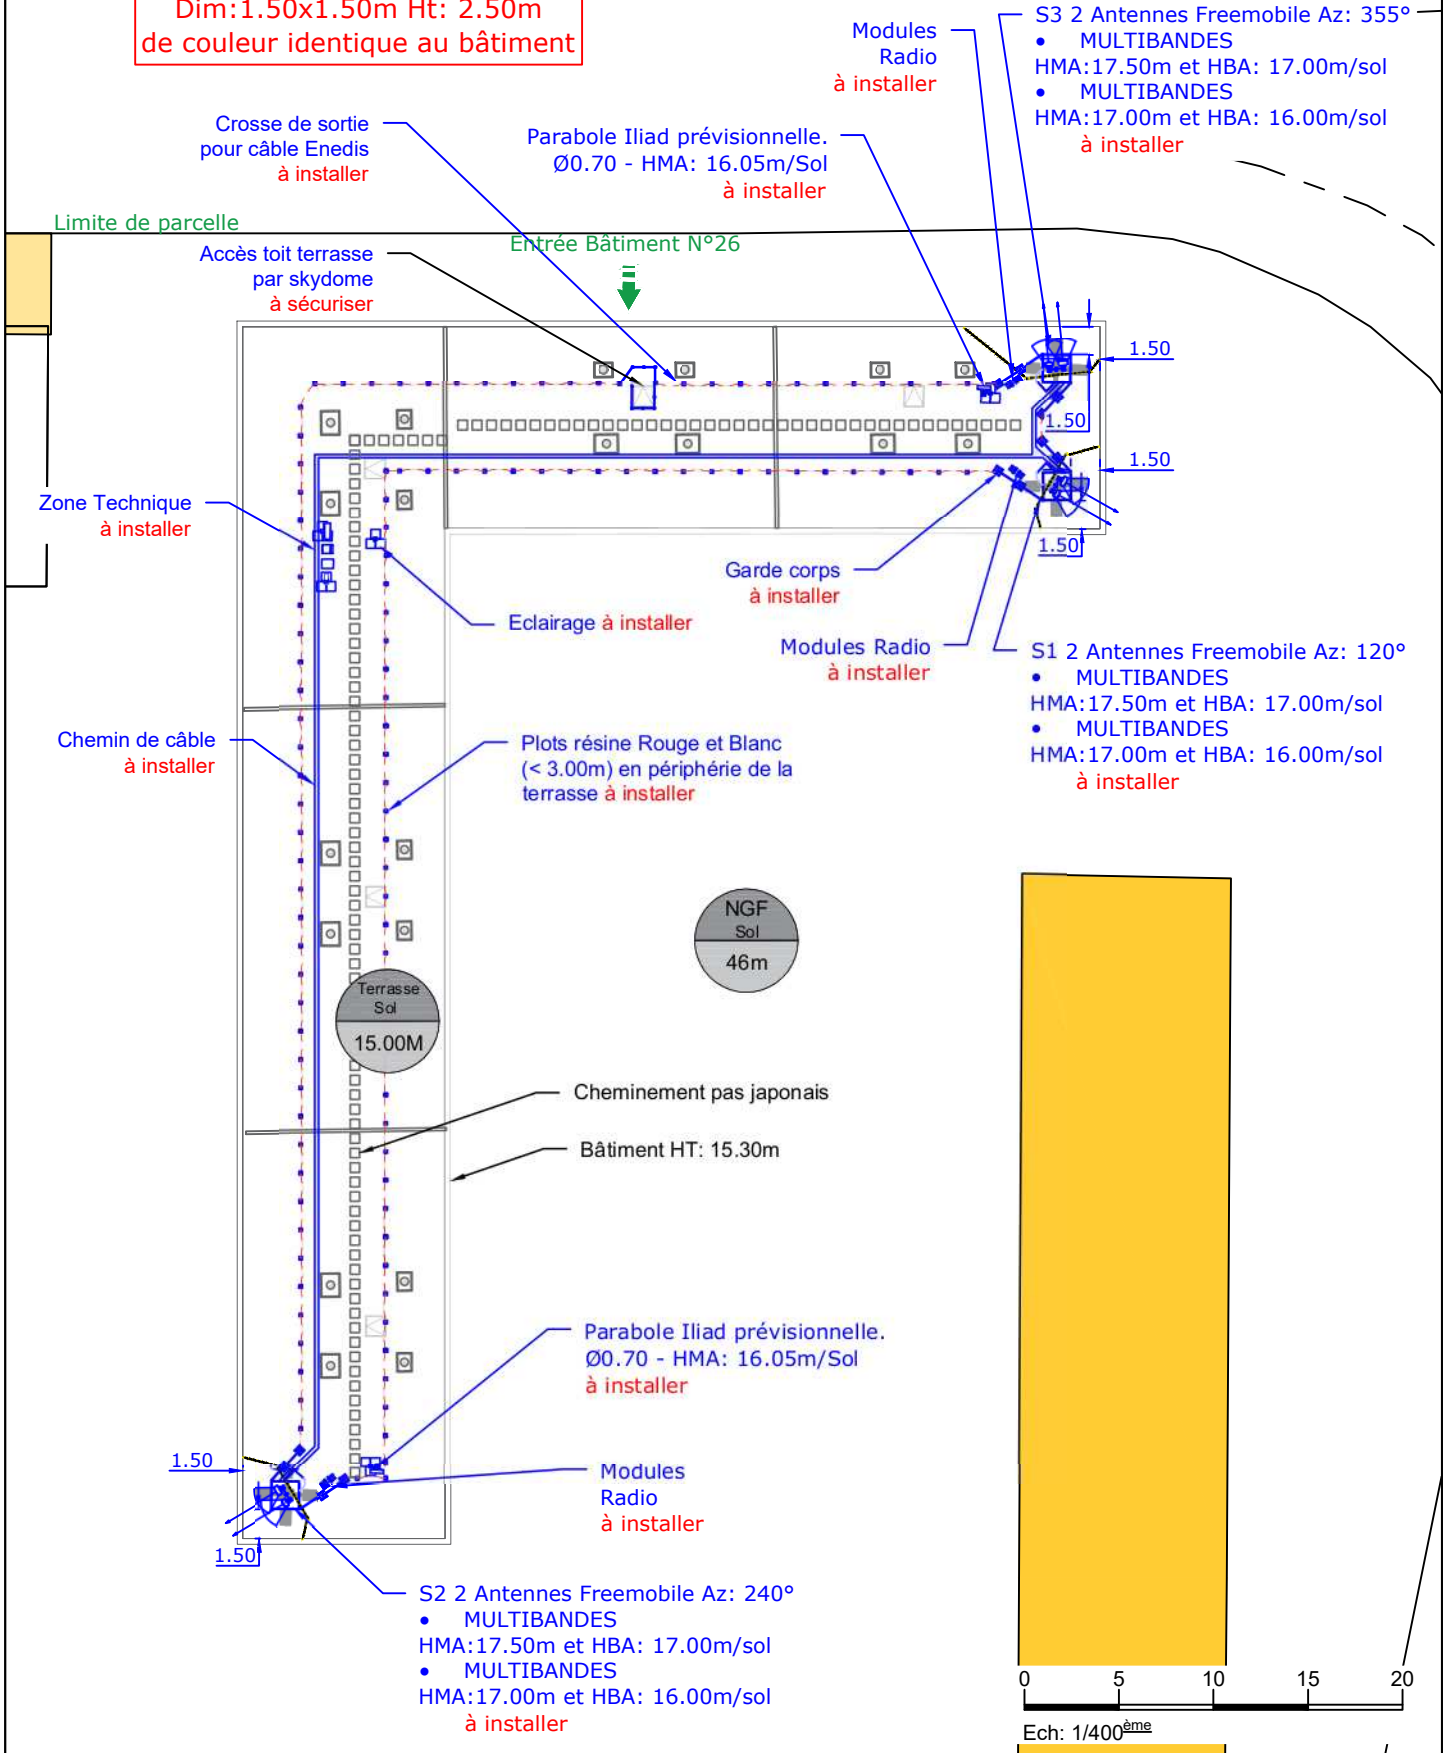 Dim:1.50x1.50m Ht: 2.50m
de couleur identique au bâtiment
Modules
Radio
à installer
S3 2 Antennes Freemobile Az: 355°
• MULTIBANDES
HMA:17.50m et HBA: 17.00m/sol
• MULTIBANDES
HMA:17.00m et HBA: 16.00m/sol
à installer
Crosse de sortie
pour câble Enedis
à installer
Parabole Iliad prévisionnelle.
Ø0.70 - HMA: 16.05m/Sol
à installer
Limite de parcelle
Entrée Bâtiment N°26
Accès toit terrasse
par skydome
à sécuriser
1.50
1.50
1.50
1.50
Zone Technique
à installer
Garde corps
à installer
Eclairage à installer
Modules Radio
à installer
S1 2 Antennes Freemobile Az: 120°
• MULTIBANDES
HMA:17.50m et HBA: 17.00m/sol
• MULTIBANDES
HMA:17.00m et HBA: 16.00m/sol
à installer
Chemin de câble
à installer
Plots résine Rouge et Blanc
(< 3.00m) en périphérie de la
terrasse à installer
NGF
Sol
46m
Terrasse
Sol
15.00M
Cheminement pas japonais
Bâtiment HT: 15.30m
Parabole Iliad prévisionnelle.
Ø0.70 - HMA: 16.05m/Sol
à installer
1.50
Modules
Radio
à installer
1.50
S2 2 Antennes Freemobile Az: 240°
• MULTIBANDES
HMA:17.50m et HBA: 17.00m/sol
• MULTIBANDES
HMA:17.00m et HBA: 16.00m/sol
à installer
0 5 10 15 20
Ech: 1/400ème